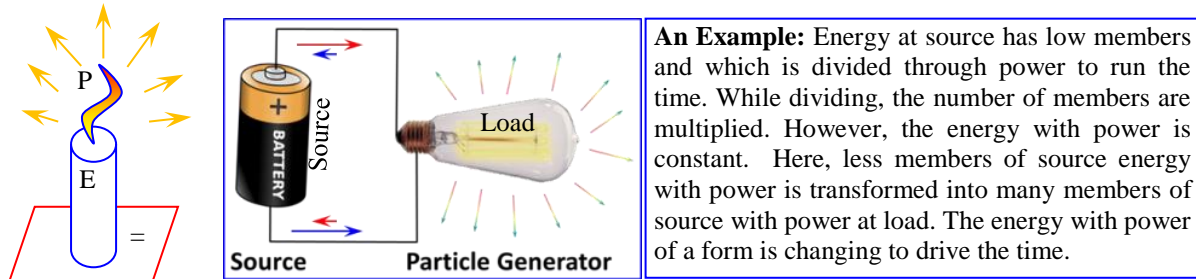 P
E
=
+
BATTERY
Source
Load
Source
Particle Generator
An Example: Energy at source has low members
and which is divided through power to run the
time. While dividing, the number of members are
multiplied. However, the energy with power is
constant. Here, less members of source energy
with power is transformed into many members of
source with power at load. The energy with power
of a form is changing to drive the time.